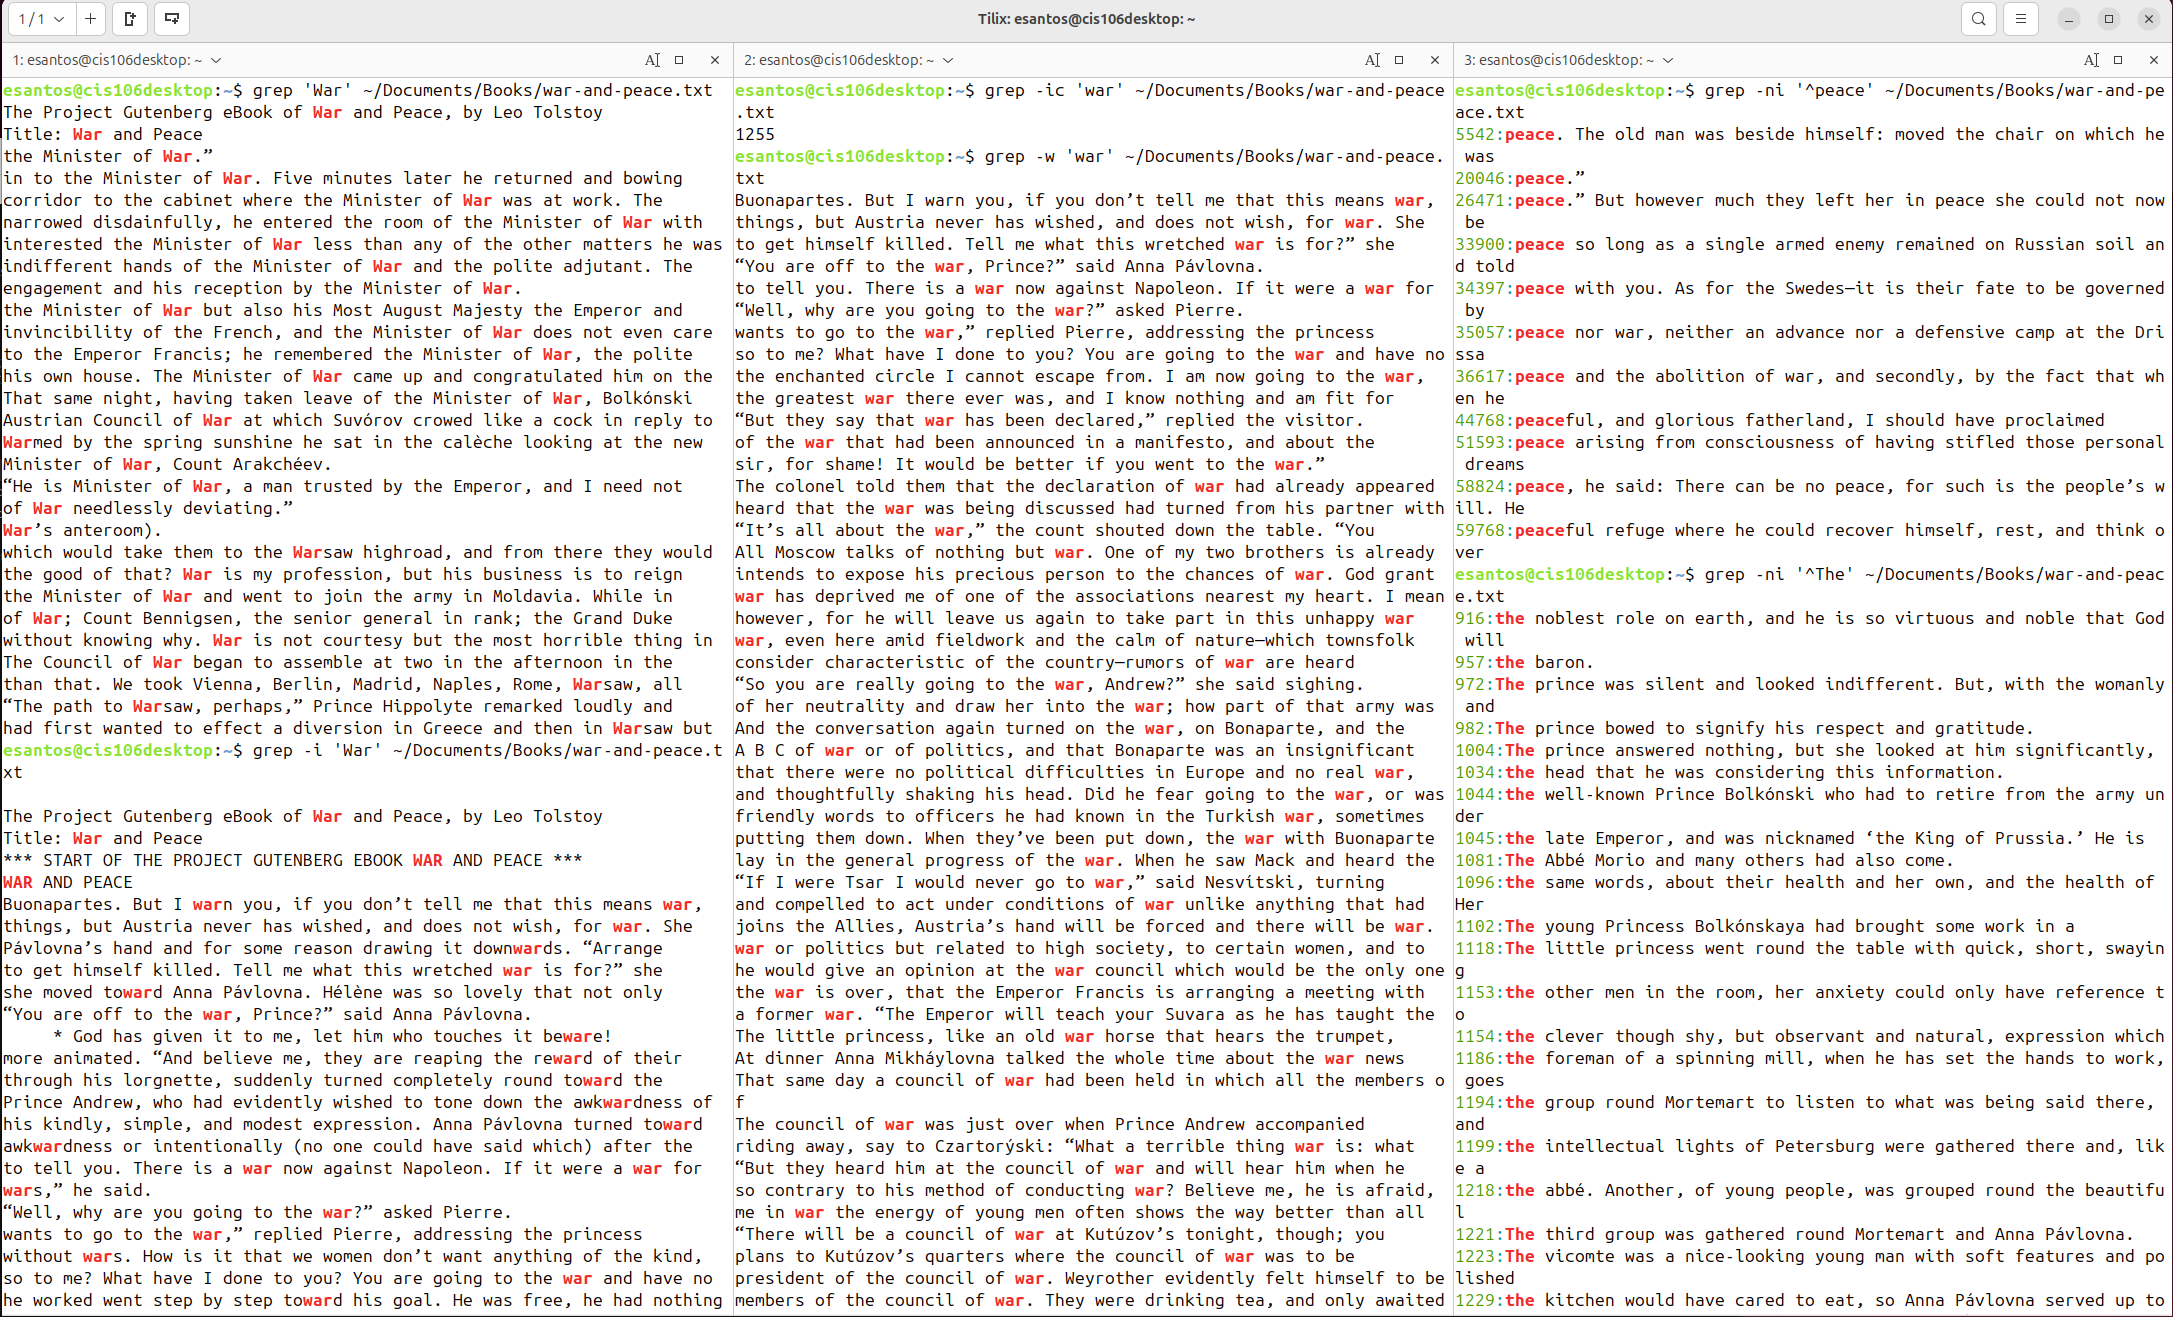 1 / 1
Tilix: esantos@cis106desktop: ~
1: esantos@cis106desktop: ~
esantos@cis106desktop:~$ grep 'War' ~/Documents/Books/war-and-peace.txt
The Project Gutenberg eBook of War and Peace, by Leo Tolstoy
Title: War and Peace
the Minister of War.”
in to the Minister of War. Five minutes later he returned and bowing
corridor to the cabinet where the Minister of War was at work. The
narrowed disdainfully, he entered the room of the Minister of War with
interested the Minister of War less than any of the other matters he was
indifferent hands of the Minister of War and the polite adjutant. The
engagement and his reception by the Minister of War.
the Minister of War but also his Most August Majesty the Emperor and
invincibility of the French, and the Minister of War does not even care
to the Emperor Francis; he remembered the Minister of War, the polite
his own house. The Minister of War came up and congratulated him on the
That same night, having taken leave of the Minister of War, Bolkónski
Austrian Council of War at which Suvórov crowed like a cock in reply to
Warmed by the spring sunshine he sat in the calèche looking at the new
Minister of War, Count Arakchéev.
“He is Minister of War, a man trusted by the Emperor, and I need not
of War needlessly deviating.”
War’s anteroom).
which would take them to the Warsaw highroad, and from there they would
the good of that? War is my profession, but his business is to reign
the Minister of War and went to join the army in Moldavia. While in
of War; Count Bennigsen, the senior general in rank; the Grand Duke
without knowing why. War is not courtesy but the most horrible thing in
The Council of War began to assemble at two in the afternoon in the
than that. We took Vienna, Berlin, Madrid, Naples, Rome, Warsaw, all
“The path to Warsaw, perhaps,” Prince Hippolyte remarked loudly and
had first wanted to effect a diversion in Greece and then in Warsaw but
esantos@cis106desktop:~$ grep -i 'War' ~/Documents/Books/war-and-peace.t
xt
The Project Gutenberg eBook of War and Peace, by Leo Tolstoy
Title: War and Peace
*** START OF THE PROJECT GUTENBERG EBOOK WAR AND PEACE ***
WAR AND PEACE
Buonapartes. But I warn you, if you don’t tell me that this means war,
things, but Austria never has wished, and does not wish, for war. She
Pávlovna’s hand and for some reason drawing it downwards. “Arrange
to get himself killed. Tell me what this wretched war is for?” she
she moved toward Anna Pávlovna. Hélène was so lovely that not only
“You are off to the war, Prince?” said Anna Pávlovna.
* God has given it to me, let him who touches it beware!
more animated. “And believe me, they are reaping the reward of their
through his lorgnette, suddenly turned completely round toward the
Prince Andrew, who had evidently wished to tone down the awkwardness of
his kindly, simple, and modest expression. Anna Pávlovna turned toward
awkwardness or intentionally (no one could have said which) after the
to tell you. There is a war now against Napoleon. If it were a war for
wars,” he said.
“Well, why are you going to the war?” asked Pierre.
wants to go to the war,” replied Pierre, addressing the princess
without wars. How is it that we women don’t want anything of the kind,
so to me? What have I done to you? You are going to the war and have no
he worked went step by step toward his goal. He was free, he had nothing
2: esantos@cis106desktop: ~
esantos@cis106desktop:~$ grep -ic 'war' ~/Documents/Books/war-and-peace
.txt
1255
esantos@cis106desktop:~$ grep -w 'war' ~/Documents/Books/war-and-peace.
txt
Buonapartes. But I warn you, if you don’t tell me that this means war,
things, but Austria never has wished, and does not wish, for war. She
to get himself killed. Tell me what this wretched war is for?” she
“You are off to the war, Prince?” said Anna Pávlovna.
to tell you. There is a war now against Napoleon. If it were a war for
“Well, why are you going to the war?” asked Pierre.
wants to go to the war,” replied Pierre, addressing the princess
so to me? What have I done to you? You are going to the war and have no
the enchanted circle I cannot escape from. I am now going to the war,
the greatest war there ever was, and I know nothing and am fit for
“But they say that war has been declared,” replied the visitor.
of the war that had been announced in a manifesto, and about the
sir, for shame! It would be better if you went to the war.”
The colonel told them that the declaration of war had already appeared
heard that the war was being discussed had turned from his partner with
“It’s all about the war,” the count shouted down the table. “You
All Moscow talks of nothing but war. One of my two brothers is already
intends to expose his precious person to the chances of war. God grant
war has deprived me of one of the associations nearest my heart. I mean
however, for he will leave us again to take part in this unhappy war
war, even here amid fieldwork and the calm of nature—which townsfolk
consider characteristic of the country—rumors of war are heard
“So you are really going to the war, Andrew?” she said sighing.
of her neutrality and draw her into the war; how part of that army was
And the conversation again turned on the war, on Bonaparte, and the
A B C of war or of politics, and that Bonaparte was an insignificant
that there were no political difficulties in Europe and no real war,
and thoughtfully shaking his head. Did he fear going to the war, or was
friendly words to officers he had known in the Turkish war, sometimes
putting them down. When they’ve been put down, the war with Buonaparte
lay in the general progress of the war. When he saw Mack and heard the
“If I were Tsar I would never go to war,” said Nesvítski, turning
and compelled to act under conditions of war unlike anything that had
joins the Allies, Austria’s hand will be forced and there will be war.
war or politics but related to high society, to certain women, and to
he would give an opinion at the war council which would be the only one
the war is over, that the Emperor Francis is arranging a meeting with
a former war. “The Emperor will teach your Suvara as he has taught the
The little princess, like an old war horse that hears the trumpet,
At dinner Anna Mikháylovna talked the whole time about the war news
That same day a council of war had been held in which all the members o
f
The council of war was just over when Prince Andrew accompanied
riding away, say to Czartorýski: “What a terrible thing war is: what
“But they heard him at the council of war and will hear him when he
so contrary to his method of conducting war? Believe me, he is afraid,
me in war the energy of young men often shows the way better than all
“There will be a council of war at Kutúzov’s tonight, though; you
plans to Kutúzov’s quarters where the council of war was to be
president of the council of war. Weyrother evidently felt himself to be
members of the council of war. They were drinking tea, and only awaited
3: esantos@cis106desktop: ~
esantos@cis106desktop:~$ grep -ni '^peace' ~/Documents/Books/war-and-pe
ace.txt
5542:peace. The old man was beside himself: moved the chair on which he
was
20046:peace.”
26471:peace.” But however much they left her in peace she could not now
be
33900:peace so long as a single armed enemy remained on Russian soil an
d told
34397:peace with you. As for the Swedes—it is their fate to be governed
by
35057:peace nor war, neither an advance nor a defensive camp at the Dri
ssa
36617:peace and the abolition of war, and secondly, by the fact that wh
en he
44768:peaceful, and glorious fatherland, I should have proclaimed
51593:peace arising from consciousness of having stifled those personal
dreams
58824:peace, he said: There can be no peace, for such is the people’s w
ill. He
59768:peaceful refuge where he could recover himself, rest, and think o
ver
esantos@cis106desktop:~$ grep -ni '^The' ~/Documents/Books/war-and-peac
e.txt
916:the noblest role on earth, and he is so virtuous and noble that God
will
957:the baron.
972:The prince was silent and looked indifferent. But, with the womanly
and
982:The prince bowed to signify his respect and gratitude.
1004:The prince answered nothing, but she looked at him significantly,
1034:the head that he was considering this information.
1044:the well-known Prince Bolkónski who had to retire from the army un
der
1045:the late Emperor, and was nicknamed ‘the King of Prussia.’ He is
1081:The Abbé Morio and many others had also come.
1096:the same words, about their health and her own, and the health of
Her
1102:The young Princess Bolkónskaya had brought some work in a
1118:The little princess went round the table with quick, short, swayin
g
1153:the other men in the room, her anxiety could only have reference t
o
1154:the clever though shy, but observant and natural, expression which
1186:the foreman of a spinning mill, when he has set the hands to work,
goes
1194:the group round Mortemart to listen to what was being said there,
and
1199:the intellectual lights of Petersburg were gathered there and, lik
e a
1218:the abbé. Another, of young people, was grouped round the beautifu
l
1221:The third group was gathered round Mortemart and Anna Pávlovna.
1223:The vicomte was a nice-looking young man with soft features and po
lished
1229:the kitchen would have cared to eat, so Anna Pávlovna served up to